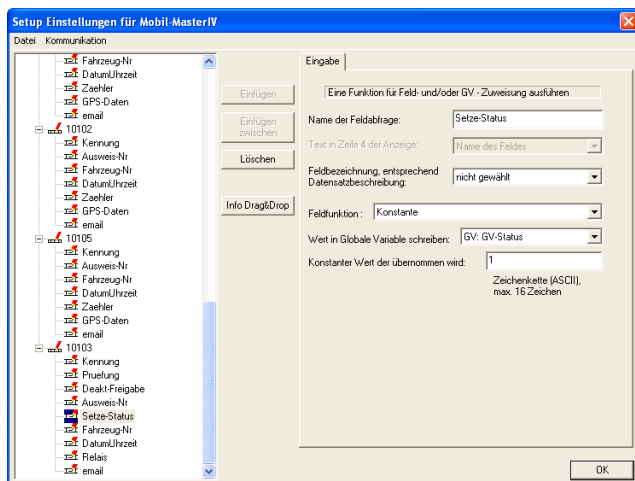 Setup Einstellungen für Mobil-MasterIV
Datei Kommunikation
Fahrzeug-Nr
DatumUhrzeit
Zaehler
GPS-Daten
email
10102
Kennung
Ausweis-Nr
Fahrzeug-Nr
DatumUhrzeit
Zaehler
GPS-Daten
email
10105
Kennung
Ausweis-Nr
Fahrzeug-Nr
DatumUhrzeit
Zaehler
GPS-Daten
email
10103
Kennung
Pruefung
Deakt-Freigabe
Ausweis-Nr
Setze-Status
Fahrzeug-Nr
DatumUhrzeit
Relais
email
Einfügen
Einfügen
zwischen
Löschen
Info Drag&Drop
Eingabe
Eine Funktion für Feld- und/oder GV - Zuweisung ausführen
Name der Feldabfrage: Setze-Status
Text in Zeile 4 der Anzeige: Name des Feldes
Feldbezeichnung, entsprechend
Datensatzbeschreibung: nicht gewählt
Feldfunktion : Konstante
Wert in Globale Variable schreiben: GV: GV-Status
Konstanter Wert der übernommen wird: 1
Zeichenkette (ASCII),
max. 16 Zeichen
OK